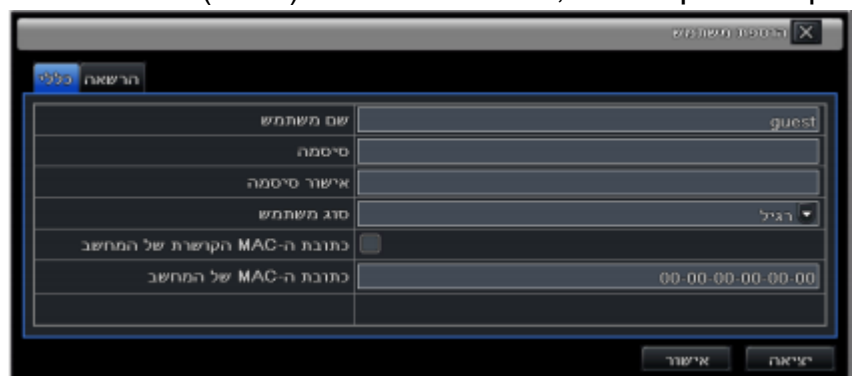 הוספת משתמש
כללי הרשאה
שם משתמש guest
סיסמה
אישור סיסמה
סוג משתמש רגיל
כתובת ה-MAC הקושרת של המחשב
כתובת ה-MAC של המחשב 00-00-00-00-00-00
אישור יציאה